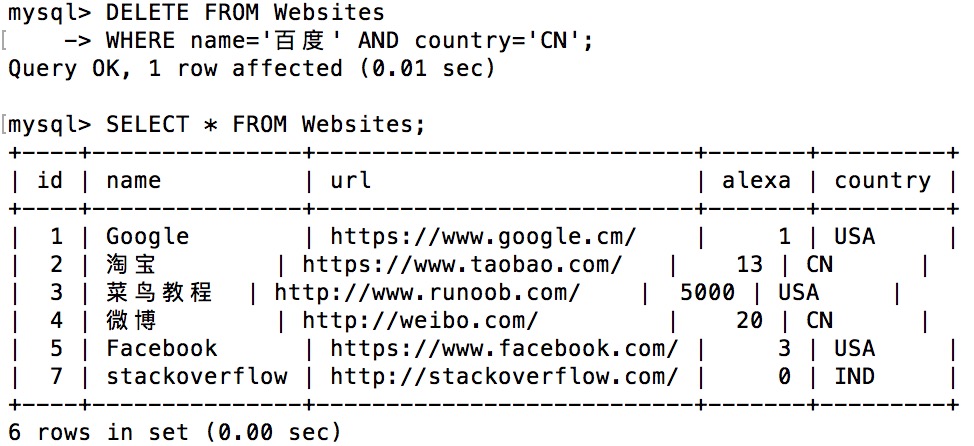 mysql> DELETE FROM Websites
    -> WHERE name='百度' AND country='CN';
Query OK, 1 row affected (0.01 sec)
mysql> SELECT * FROM Websites;
+----+---------------+---------------------------+-------+---------+
| id | name          | url                       | alexa | country |
+----+---------------+---------------------------+-------+---------+
|  1 | Google        | https://www.google.cm/    |     1 | USA     |
|  2 | 淘宝        | https://www.taobao.com/   |    13 | CN      |
|  3 | 菜鸟教程  | http://www.runoob.com/    |  5000 | USA     |
|  4 | 微博        | http://weibo.com/         |    20 | CN      |
|  5 | Facebook      | https://www.facebook.com/ |     3 | USA     |
|  7 | stackoverflow | http://stackoverflow.com/ |     0 | IND     |
+----+---------------+---------------------------+-------+---------+
6 rows in set (0.00 sec)